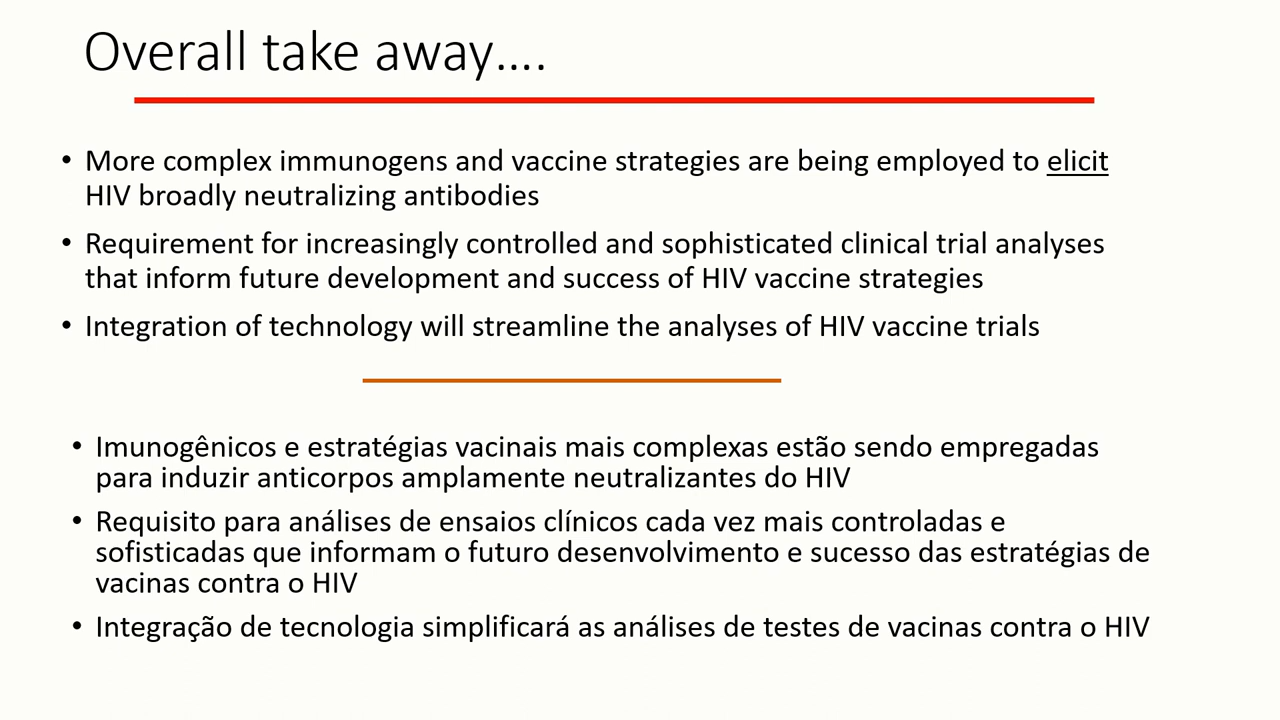 Overall take away....
• More complex immunogens and vaccine strategies are being employed to elicit
HIV broadly neutralizing antibodies
• Requirement for increasingly controlled and sophisticated clinical trial analyses
that inform future development and success of HIV vaccine strategies
• Integration of technology will streamline the analyses of HIV vaccine trials
• Imunogênicos e estratégias vacinais mais complexas estão sendo empregadas
para induzir anticorpos amplamente neutralizantes do HIV
• Requisito para análises de ensaios clínicos cada vez mais controladas e
sofisticadas que informam o futuro desenvolvimento e sucesso das estratégias de
vacinas contra o HIV
• Integração de tecnologia simplificará as análises de testes de vacinas contra o HIV